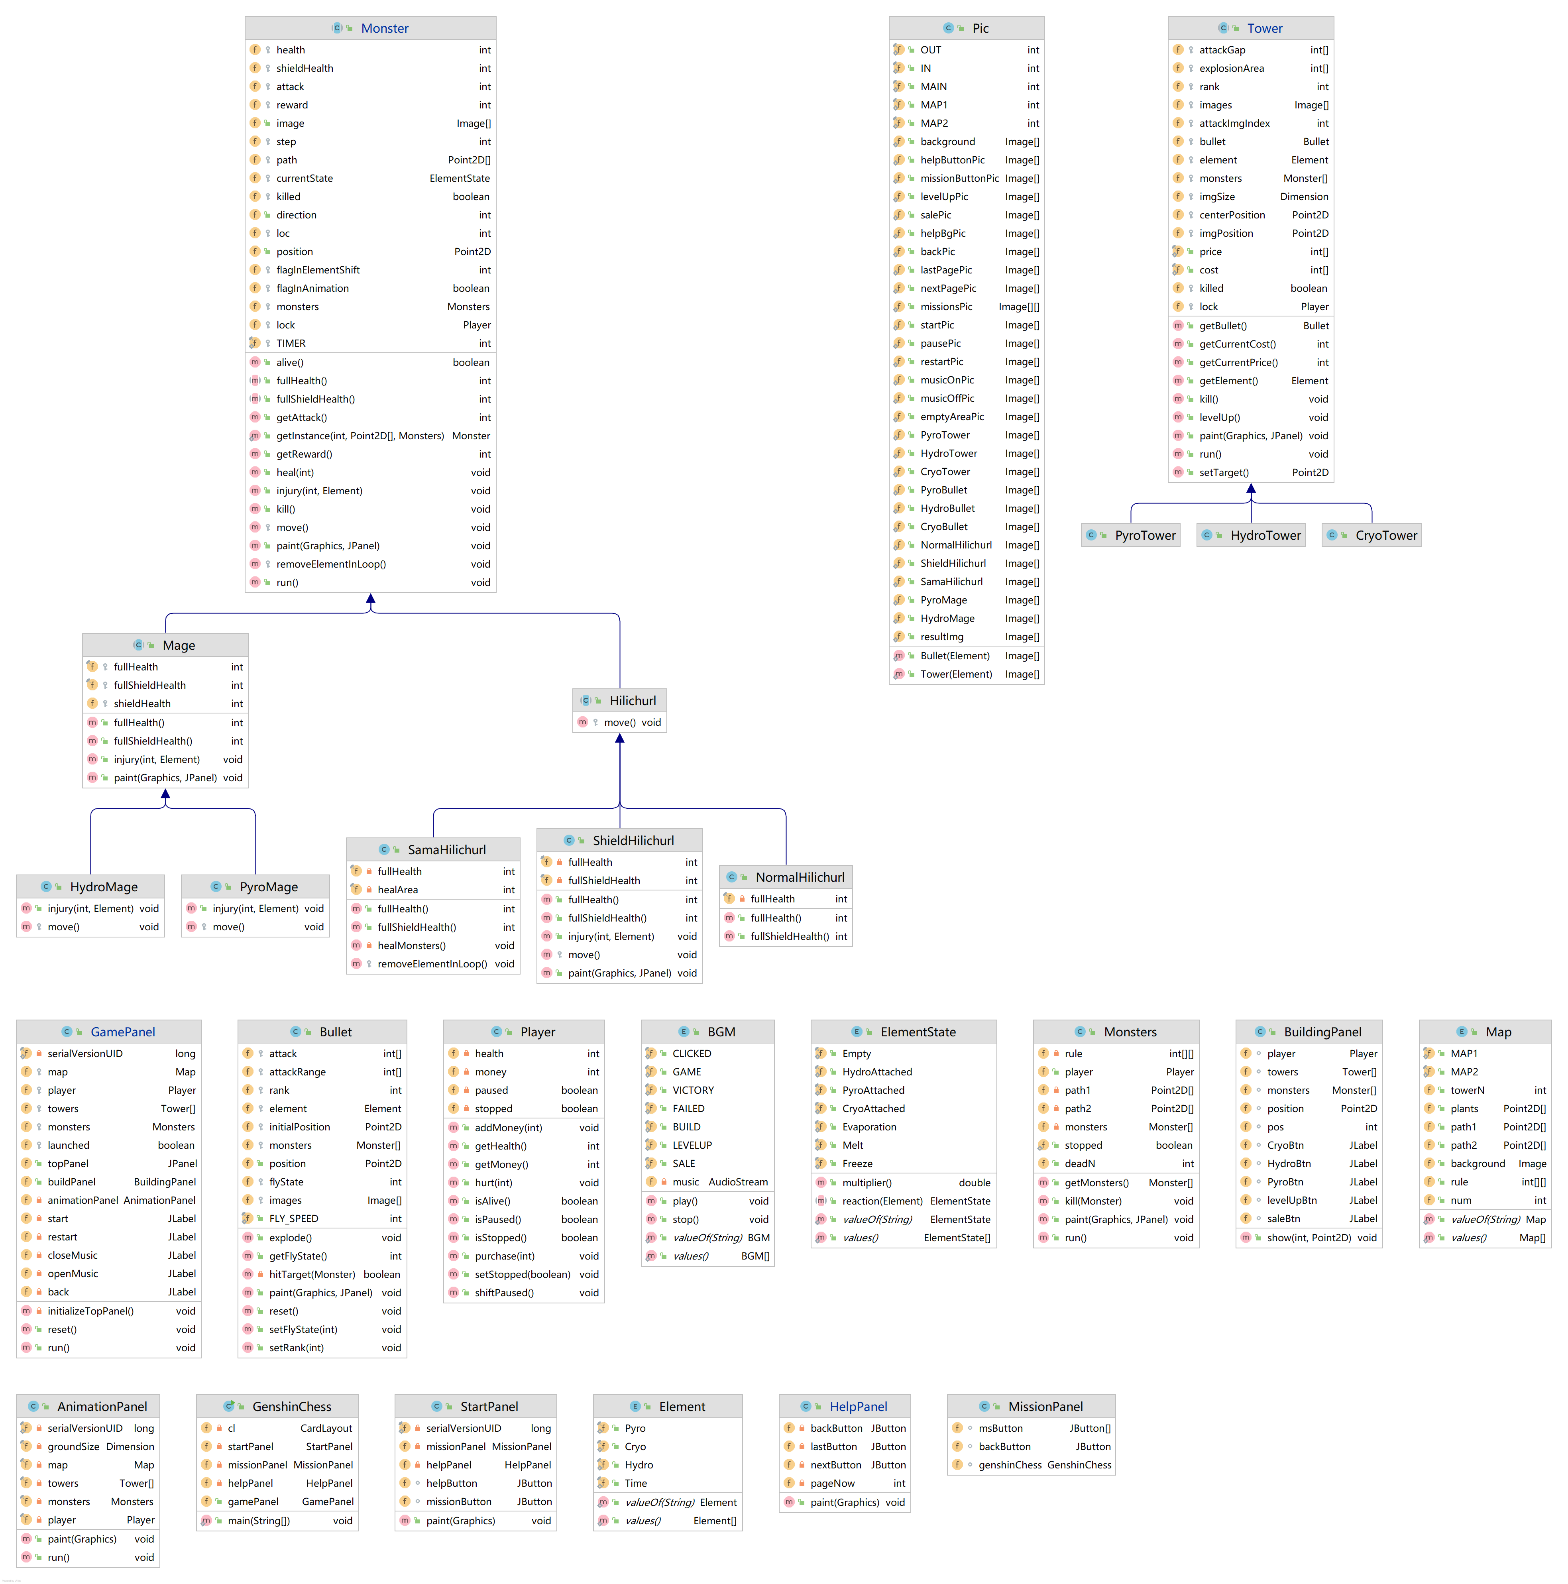 Monster
health int
shieldHealth int
attack int
reward int
image Image[]
step int
path Point2D[]
currentState ElementState
killed boolean
direction int
loc int
position Point2D
flagInElementShift int
flagInAnimation boolean
monsters Monsters
lock Player
TIMER int
alive() boolean
fullHealth() int
fullShieldHealth() int
getAttack() int
getInstance(int, Point2D[], Monsters) Monster
getReward() int
heal(int) void
injury(int, Element) void
kill() void
move() void
paint(Graphics, JPanel) void
removeElementInLoop() void
run() void
Pic
OUT int
IN int
MAIN int
MAP1 int
MAP2 int
background Image[]
helpButtonPic Image[]
missionButtonPic Image[]
levelUpPic Image[]
salePic Image[]
helpBgPic Image[]
backPic Image[]
lastPagePic Image[]
nextPagePic Image[]
missionsPic Image[][]
startPic Image[]
pausePic Image[]
restartPic Image[]
musicOnPic Image[]
musicOffPic Image[]
emptyAreaPic Image[]
PyroTower Image[]
HydroTower Image[]
CryoTower Image[]
PyroBullet Image[]
HydroBullet Image[]
CryoBullet Image[]
NormalHilichurl Image[]
ShieldHilichurl Image[]
SamaHilichurl Image[]
PyroMage Image[]
HydroMage Image[]
resultImg Image[]
Bullet(Element) Image[]
Tower(Element) Image[]
Tower
attackGap int[]
explosionArea int[]
rank int
images Image[]
attackImgIndex int
bullet Bullet
element Element
monsters Monster[]
imgSize Dimension
centerPosition Point2D
imgPosition Point2D
price int[]
cost int[]
killed boolean
lock Player
getBullet() Bullet
getCurrentCost() int
getCurrentPrice() int
getElement() Element
kill() void
levelUp() void
paint(Graphics, JPanel) void
run() void
setTarget() Point2D
PyroTower
HydroTower
CryoTower
Mage
fullHealth int
fullShieldHealth int
shieldHealth int
fullHealth() int
fullShieldHealth() int
injury(int, Element) void
paint(Graphics, JPanel) void
Hilichurl
move() void
HydroMage
injury(int, Element) void
move() void
PyroMage
injury(int, Element) void
move() void
SamaHilichurl
fullHealth int
healArea int
fullHealth() int
fullShieldHealth() int
healMonsters() void
removeElementInLoop() void
ShieldHilichurl
fullHealth int
fullShieldHealth int
fullHealth() int
fullShieldHealth() int
injury(int, Element) void
move() void
paint(Graphics, JPanel) void
NormalHilichurl
fullHealth int
fullHealth() int
fullShieldHealth() int
GamePanel
serialVersionUID long
map Map
player Player
towers Tower[]
monsters Monsters
launched boolean
topPanel JPanel
buildPanel BuildingPanel
animationPanel AnimationPanel
start JLabel
restart JLabel
closeMusic JLabel
openMusic JLabel
back JLabel
initializeTopPanel() void
reset() void
run() void
Bullet
attack int[]
attackRange int[]
rank int
element Element
initialPosition Point2D
monsters Monster[]
position Point2D
flyState int
images Image[]
FLY_SPEED int
explode() void
getFlyState() int
hitTarget(Monster) boolean
paint(Graphics, JPanel) void
reset() void
setFlyState(int) void
setRank(int) void
Player
health int
money int
paused boolean
stopped boolean
addMoney(int) void
getHealth() int
getMoney() int
hurt(int) void
isAlive() boolean
isPaused() boolean
isStopped() boolean
purchase(int) void
setStopped(boolean) void
shiftPaused() void
BGM
CLICKED
GAME
VICTORY
FAILED
BUILD
LEVELUP
SALE
music AudioStream
play() void
stop() void
valueOf(String) BGM
values() BGM[]
ElementState
Empty
HydroAttached
PyroAttached
CryoAttached
Evaporation
Melt
Freeze
multiplier() double
reaction(Element) ElementState
valueOf(String) ElementState
values() ElementState[]
Monsters
rule int[][]
player Player
path1 Point2D[]
path2 Point2D[]
monsters Monster[]
stopped boolean
deadN int
getMonsters() Monster[]
kill(Monster) void
paint(Graphics, JPanel) void
run() void
BuildingPanel
player Player
towers Tower[]
monsters Monster[]
position Point2D
pos int
CryoBtn JLabel
HydroBtn JLabel
PyroBtn JLabel
levelUpBtn JLabel
saleBtn JLabel
show(int, Point2D) void
Map
MAP1
MAP2
towerN int
plants Point2D[]
path1 Point2D[]
path2 Point2D[]
background Image
rule int[][]
num int
valueOf(String) Map
values() Map[]
AnimationPanel
serialVersionUID long
groundSize Dimension
map Map
towers Tower[]
monsters Monsters
player Player
paint(Graphics) void
run() void
GenshinChess
cl CardLayout
startPanel StartPanel
missionPanel MissionPanel
helpPanel HelpPanel
gamePanel GamePanel
main(String[]) void
StartPanel
serialVersionUID long
missionPanel MissionPanel
helpPanel HelpPanel
helpButton JButton
missionButton JButton
paint(Graphics) void
Element
Pyro
Cryo
Hydro
Time
valueOf(String) Element
values() Element[]
HelpPanel
backButton JButton
lastButton JButton
nextButton JButton
pageNow int
paint(Graphics) void
MissionPanel
msButton JButton[]
backButton JButton
genshinChess GenshinChess